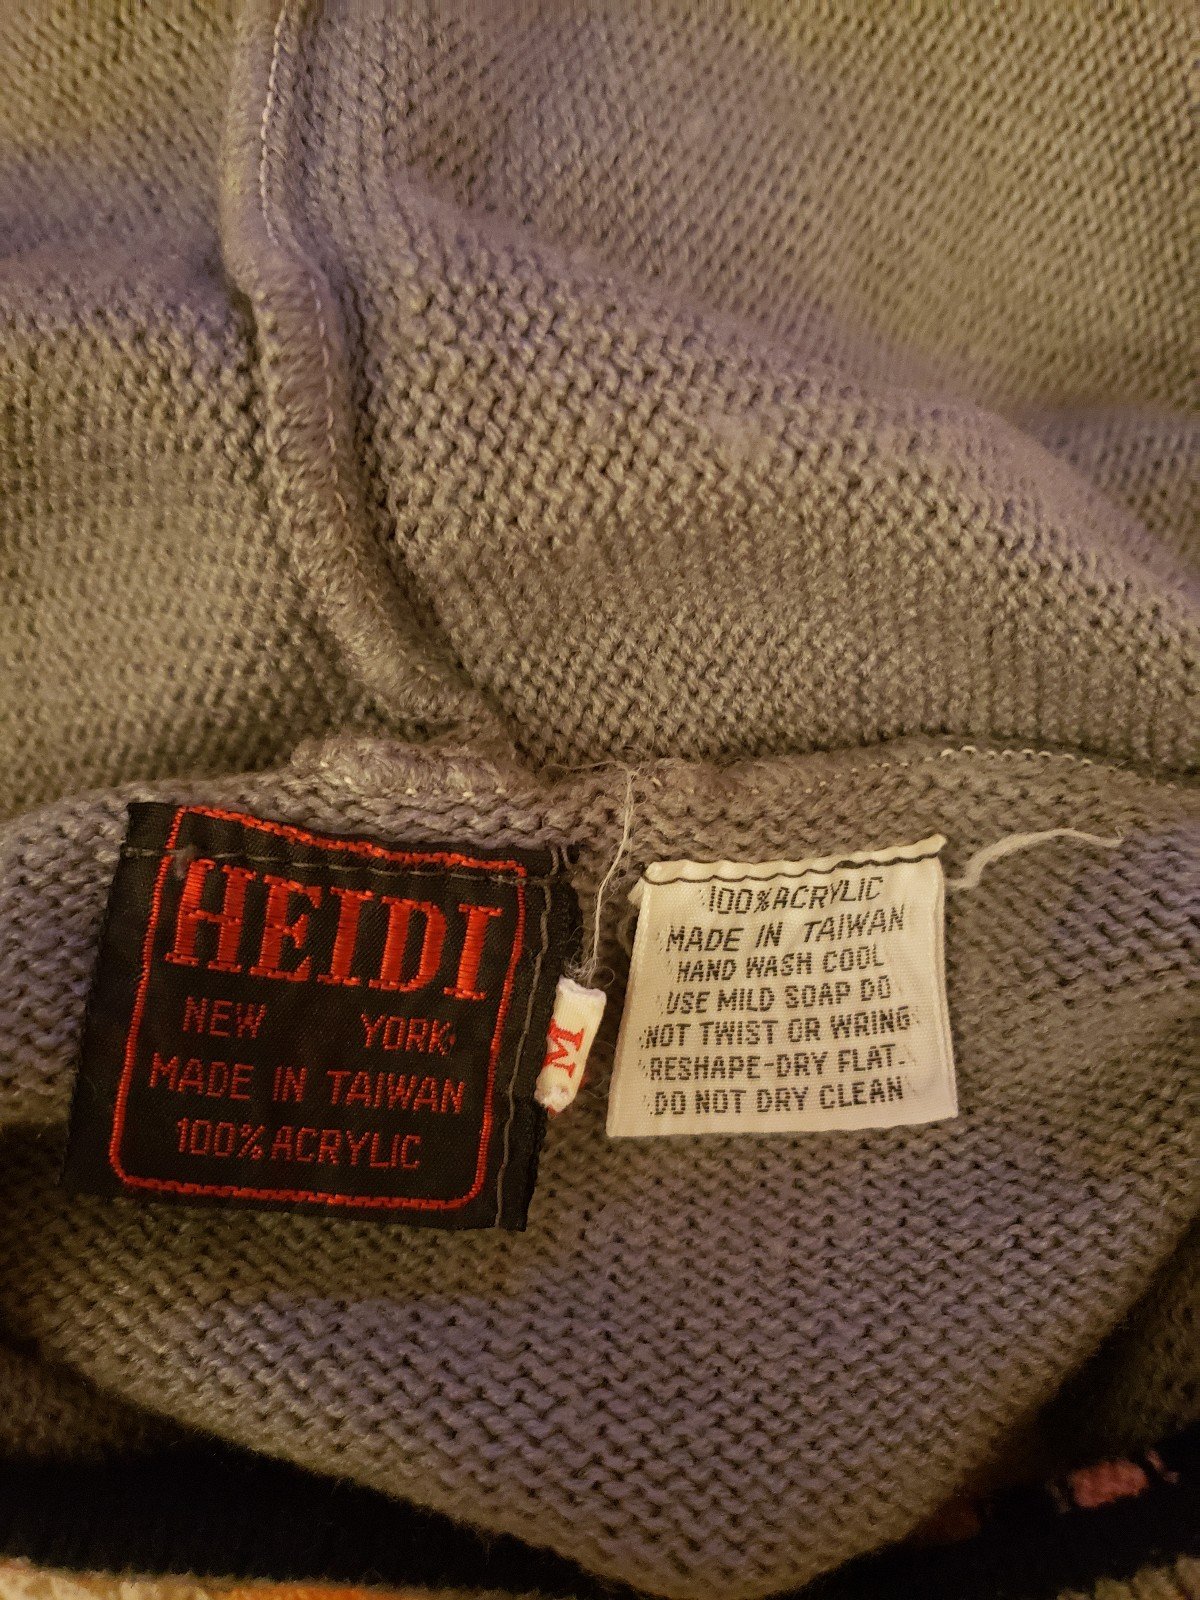 HEIDI
NEW YORK
MADE IN TAIWAN
100% ACRYLIC
M
100% ACRYLIC
MADE IN TAIWAN
HAND WASH COOL
USE MILD SOAP DO
NOT TWIST OR WRING
RESHAPE-DRY FLAT.
DO NOT DRY CLEAN